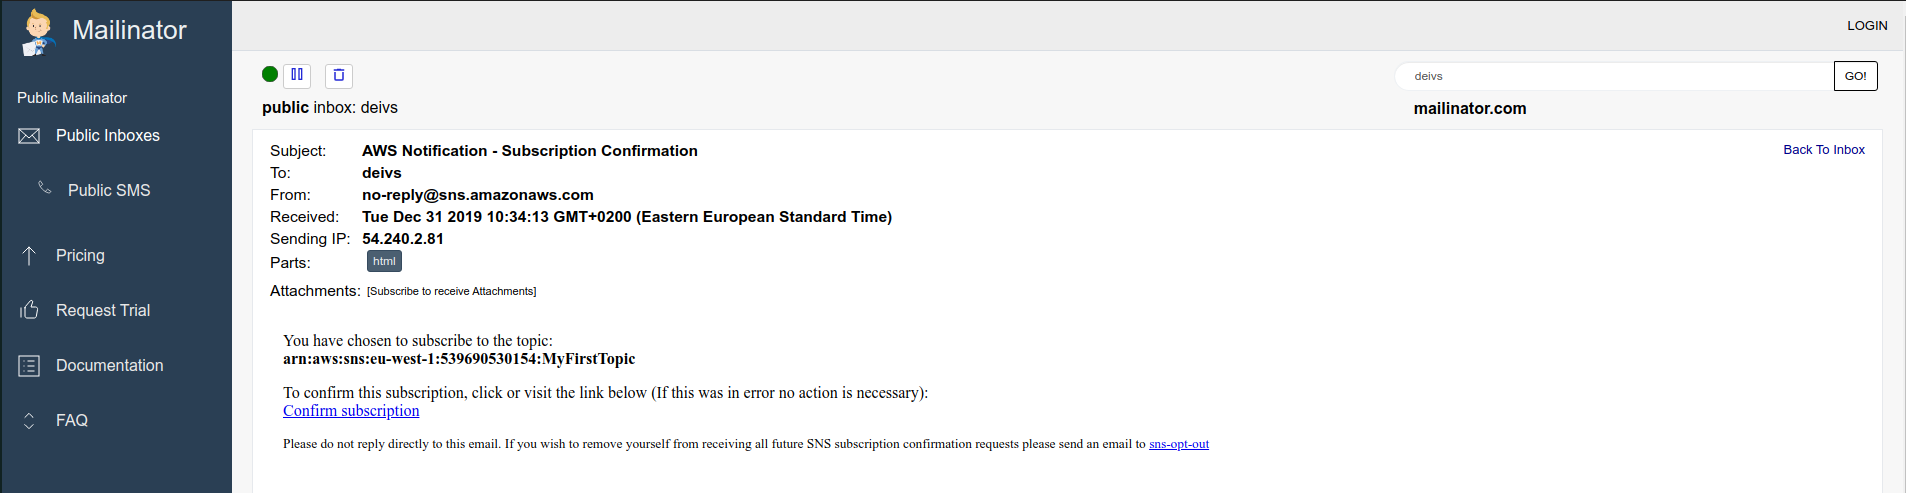 Mailinator
LOGIN
Public Mailinator
Public Inboxes
Public SMS
Pricing
Request Trial
Documentation
FAQ
deivs
GO!
public inbox: deivs
mailinator.com
Subject: AWS Notification - Subscription Confirmation
Back To Inbox
To: deivs
From: no-reply@sns.amazonaws.com
Received: Tue Dec 31 2019 10:34:13 GMT+0200 (Eastern European Standard Time)
Sending IP: 54.240.2.81
Parts: html
Attachments: [Subscribe to receive Attachments]
You have chosen to subscribe to the topic:
arn:aws:sns:eu-west-1:539690530154:MyFirstTopic
To confirm this subscription, click or visit the link below (If this was in error no action is necessary):
Confirm subscription
Please do not reply directly to this email. If you wish to remove yourself from receiving all future SNS subscription confirmation requests please send an email to sns-opt-out